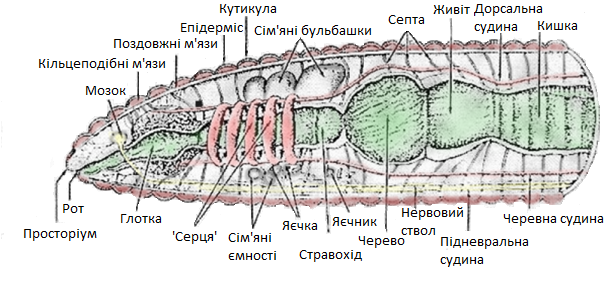 Кутикула
Епідерміс
Сім'яні бульбашки
Септа
Живіт
Дорсальна
судина
Кишка
Поздовжні м'язи
Кільцеподібні м'язи
Мозок
Рот
Просторіум
Глотка
'Серця'
Сім'яні
ємності
Яєчка
Стравохід
Яєчник
Черево
Нервовий
ствол
Підневральна
судина
Черевна судина